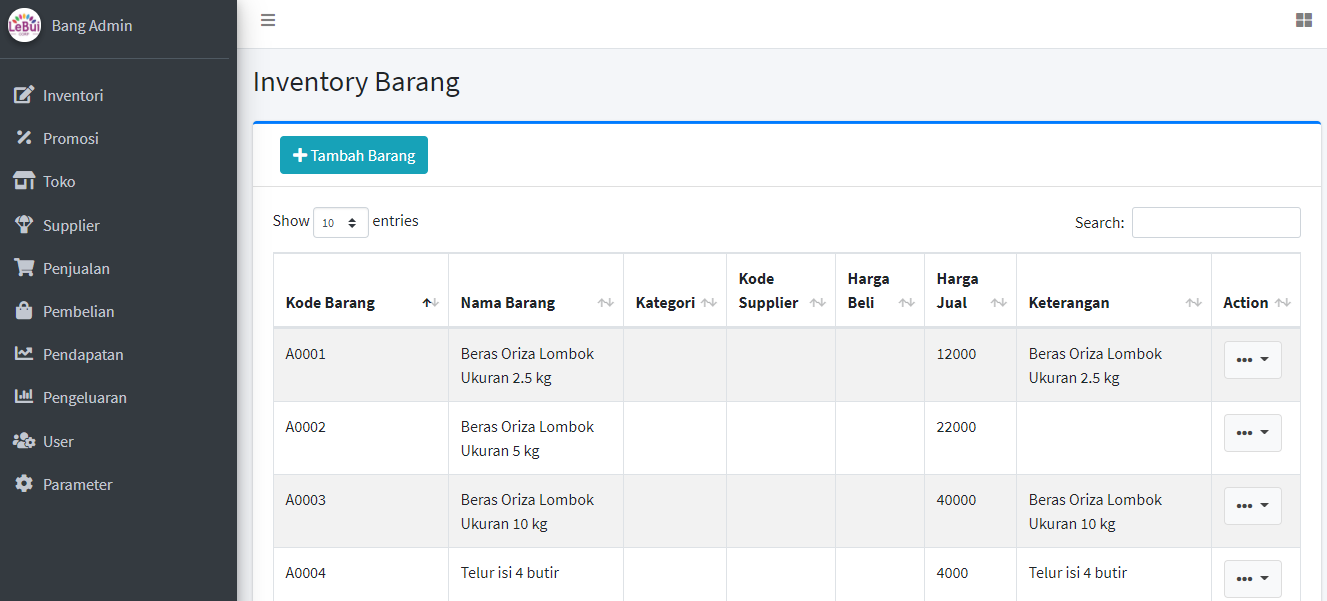 LeBui
Bang Admin
Inventori
Promosi
Toko
Supplier
Penjualan
Pembelian
Pendapatan
Pengeluaran
User
Parameter
Inventory Barang
Tambah Barang
Show 10 entries
Search:
Kode Barang
Nama Barang
Kategori
Kode
Supplier
Harga
Beli
Harga
Jual
Keterangan
Action
A0001
Beras Oriza Lombok
Ukuran 2.5 kg
12000
Beras Oriza Lombok
Ukuran 2.5 kg
A0002
Beras Oriza Lombok
Ukuran 5 kg
22000
A0003
Beras Oriza Lombok
Ukuran 10 kg
40000
Beras Oriza Lombok
Ukuran 10 kg
A0004
Telur isi 4 butir
4000
Telur isi 4 butir